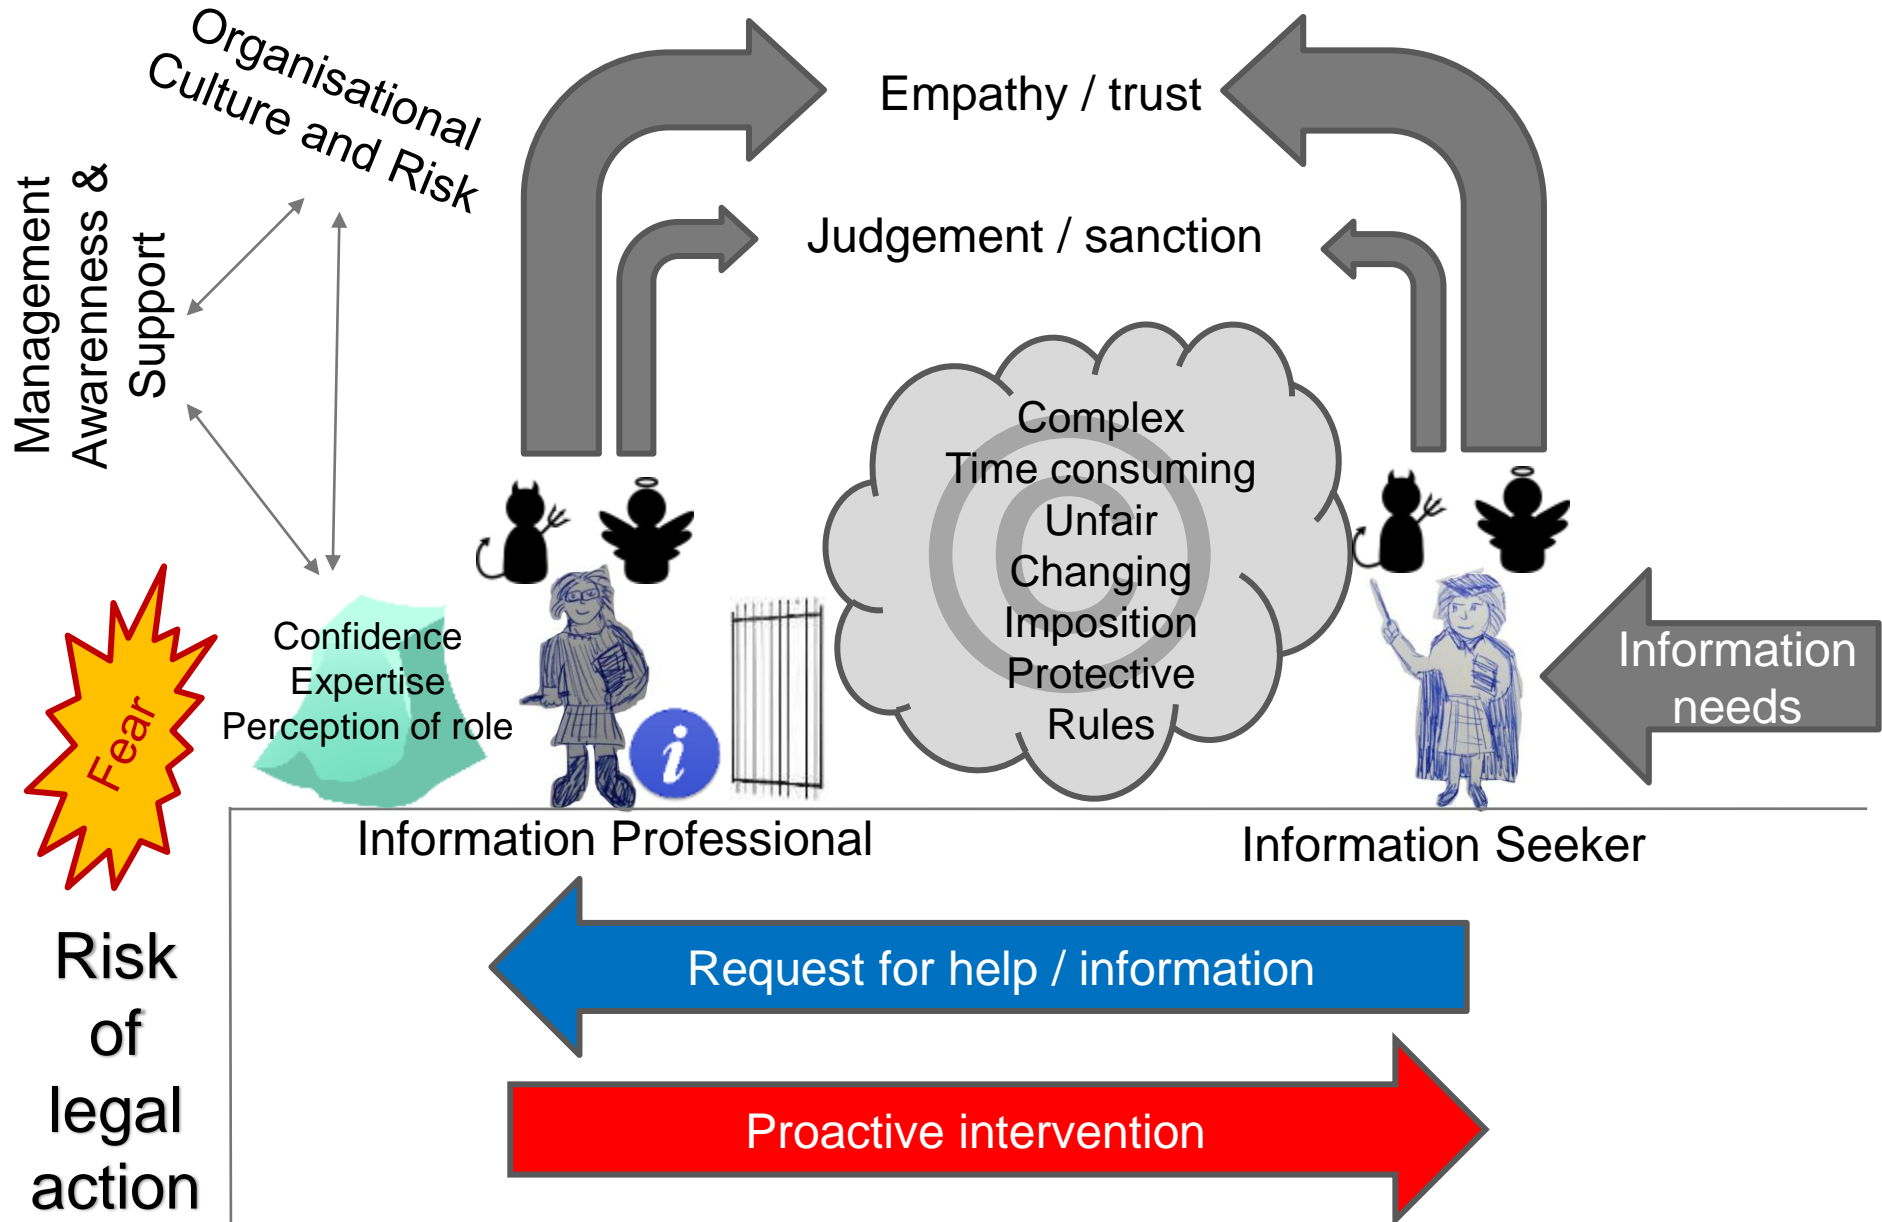 Organisational
Culture and Risk
Management
Awarenness &
Support
Empathy / trust
Judgement / sanction
Complex
Time consuming
Unfair
Changing
Imposition
Protective
Rules
©
Confidence
Expertise
Perception of role
Fear
i
Information
needs
Information Professional
Information Seeker
Request for help / information
Proactive intervention
Risk
of
legal
action